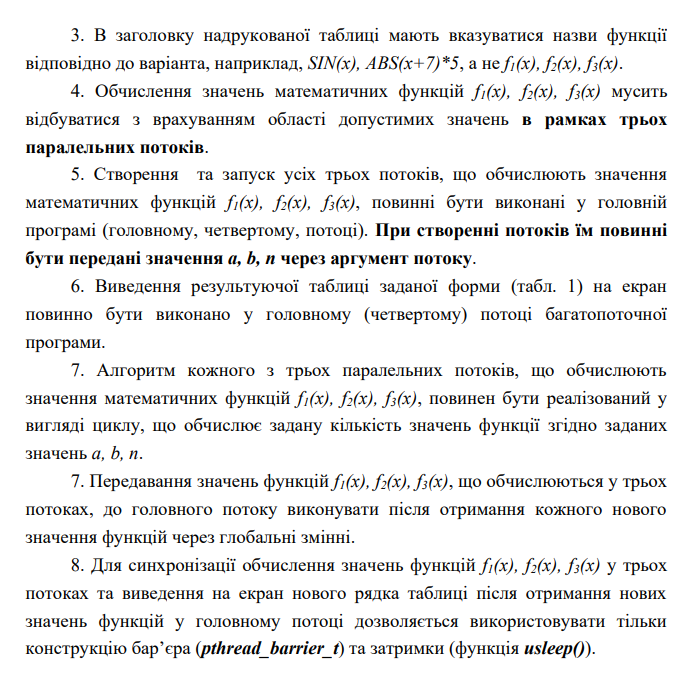 3. В заголовку надрукованої таблиці мають вказуватися назви функції
відповідно до варіанта, наприклад, SIN(x), ABS(x+7)*5, а не f1(x), f2(x), f3(x).
4. Обчислення значень математичних функцій f1(x), f2(x), f3(x) мусить
відбуватися з врахуванням області допустимих значень в рамках трьох
паралельних потоків.
5. Створення та запуск усіх трьох потоків, що обчислюють значення
математичних функцій f1(x), f2(x), f3(x), повинні бути виконані у головній
програмі (головному, четвертому, потоці). При створенні потоків їм повинні
бути передані значення a, b, n через аргумент потоку.
6. Виведення результуючої таблиці заданої форми (табл. 1) на екран
повинно бути виконано у головному (четвертому) потоці багатопоточної
програми.
7. Алгоритм кожного з трьох паралельних потоків, що обчислюють
значення математичних функцій f1(x), f2(x), f3(x), повинен бути реалізований у
вигляді циклу, що обчислює задану кількість значень функції згідно заданих
значень a, b, n.
7. Передавання значень функцій f1(x), f2(x), f3(x), що обчислюються у трьох
потоках, до головного потоку виконувати після отримання кожного нового
значення функцій через глобальні змінні.
8. Для синхронізації обчислення значень функцій f1(x), f2(x), f3(x) у трьох
потоках та виведення на екран нового рядка таблиці після отримання нових
значень функцій у головному потоці дозволяється використовувати тільки
конструкцію бар’єра (pthread_barrier_t) та затримки (функція usleep()).